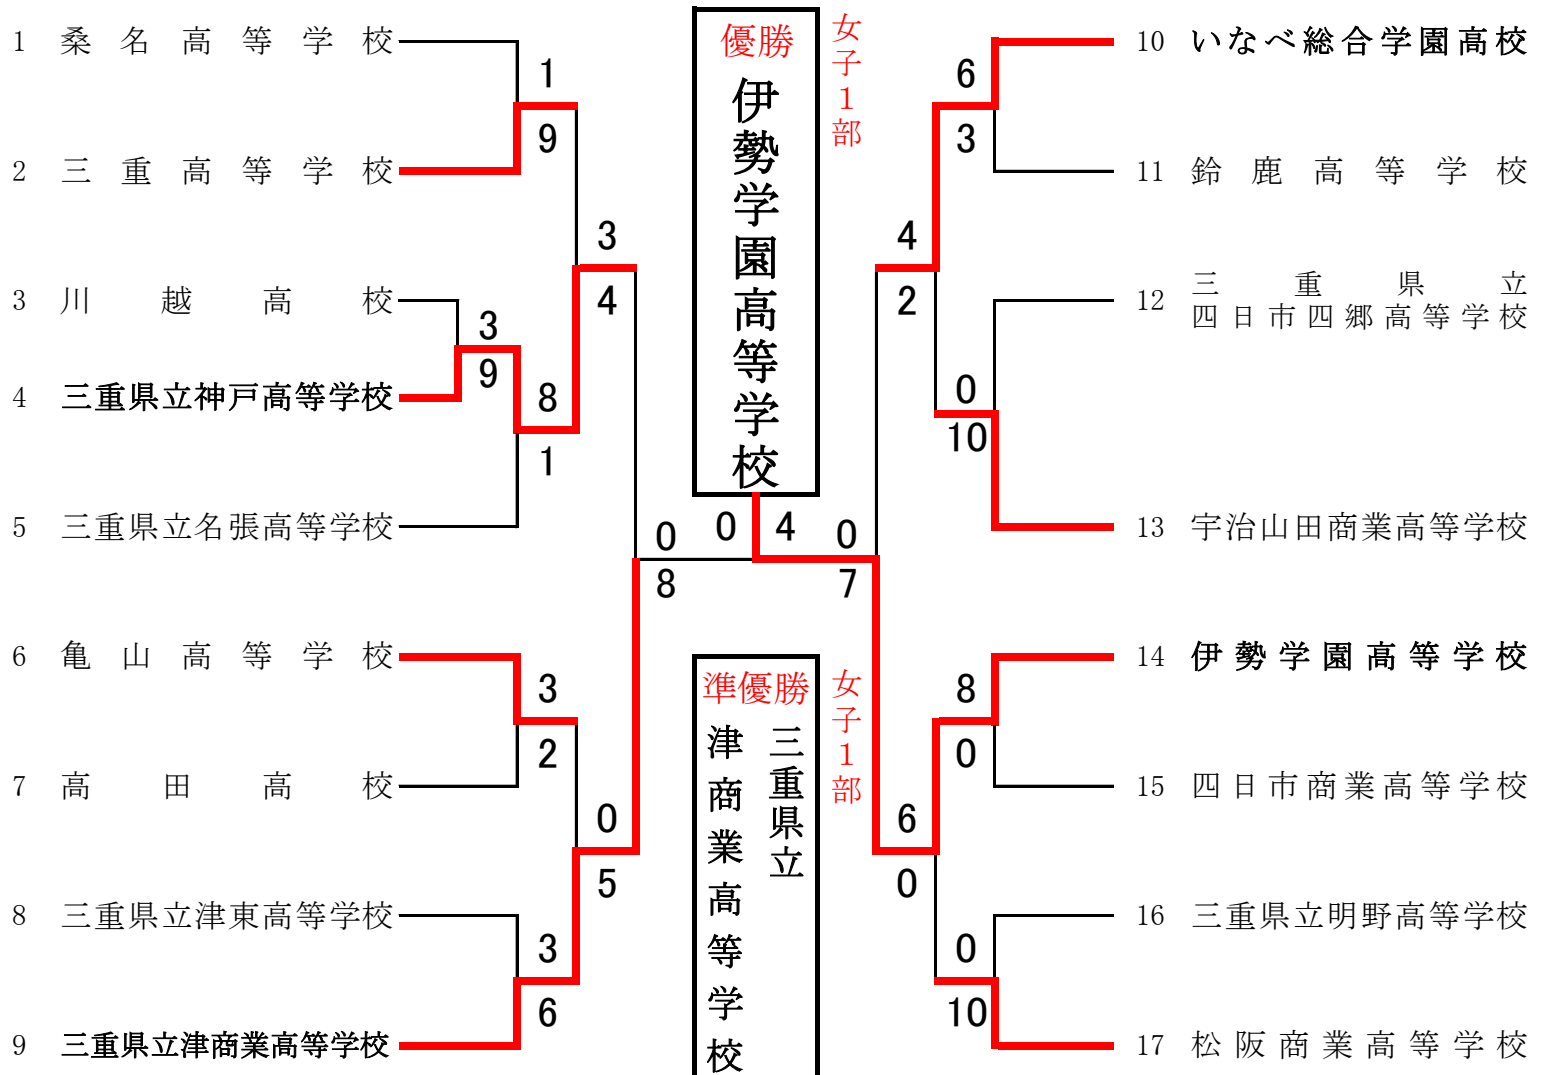 1 桑名高等学校
2 三重高等学校
3 川越高校
4 三重県立神戸高等学校
5 三重県立名張高等学校
6 亀山高等学校
7 高田高校
8 三重県立津東高等学校
9 三重県立津商業高等学校
1
9
3
9
8
1
3
4
3
2
3
6
0
5
0
8
優勝
伊勢学園高等学校
女子1部
0 4
準優勝
三重県立
津商業高等学校
女子1部
0
7
4
2
6
3
0
10
6
0
8
0
0
10
10 いなべ総合学園高校
11 鈴鹿高等学校
12 三重県立
四日市四郷高等学校
13 宇治山田商業高等学校
14 伊勢学園高等学校
15 四日市商業高等学校
16 三重県立明野高等学校
17 松阪商業高等学校